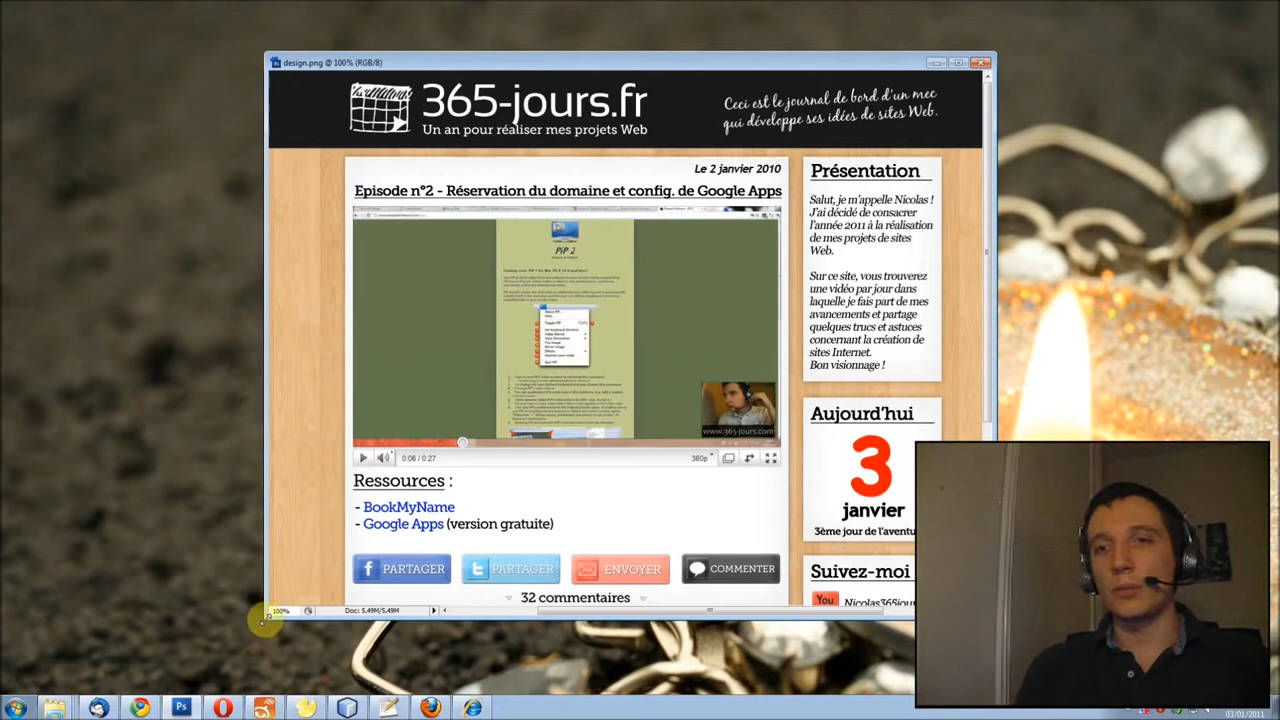 design.png @ 100% (RGB/8)
365-jours.fr
Un an pour réaliser mes projets Web
Ceci est le journal de bord d'un mec
qui développe ses idées de sites Web.
Le 2 janvier 2010
Episode n°2 - Réservation du domaine et config. de Google Apps
PiP 2
www.365-jours.com
0:06 / 0:27
360p
Ressources :
- BookMyName
- Google Apps (version gratuite)
f PARTAGER
t PARTAGER
ENVOYER
COMMENTER
32 commentaires
Présentation
Salut, je m'appelle Nicolas !
J'ai décidé de consacrer
l'année 2011 à la réalisation
de mes projets de sites
Web.
Sur ce site, vous trouverez
une vidéo par jour dans
laquelle je fais part de mes
avancements et partage
quelques trucs et astuces
concernant la création de
sites Internet.
Bon visionnage !
Aujourd'hui
3
janvier
3ème jour de l'aventu
Suivez-moi
You
Nicolas365jou
100%
Doc: 5,49M/5,49M
Ps
03/01/2011